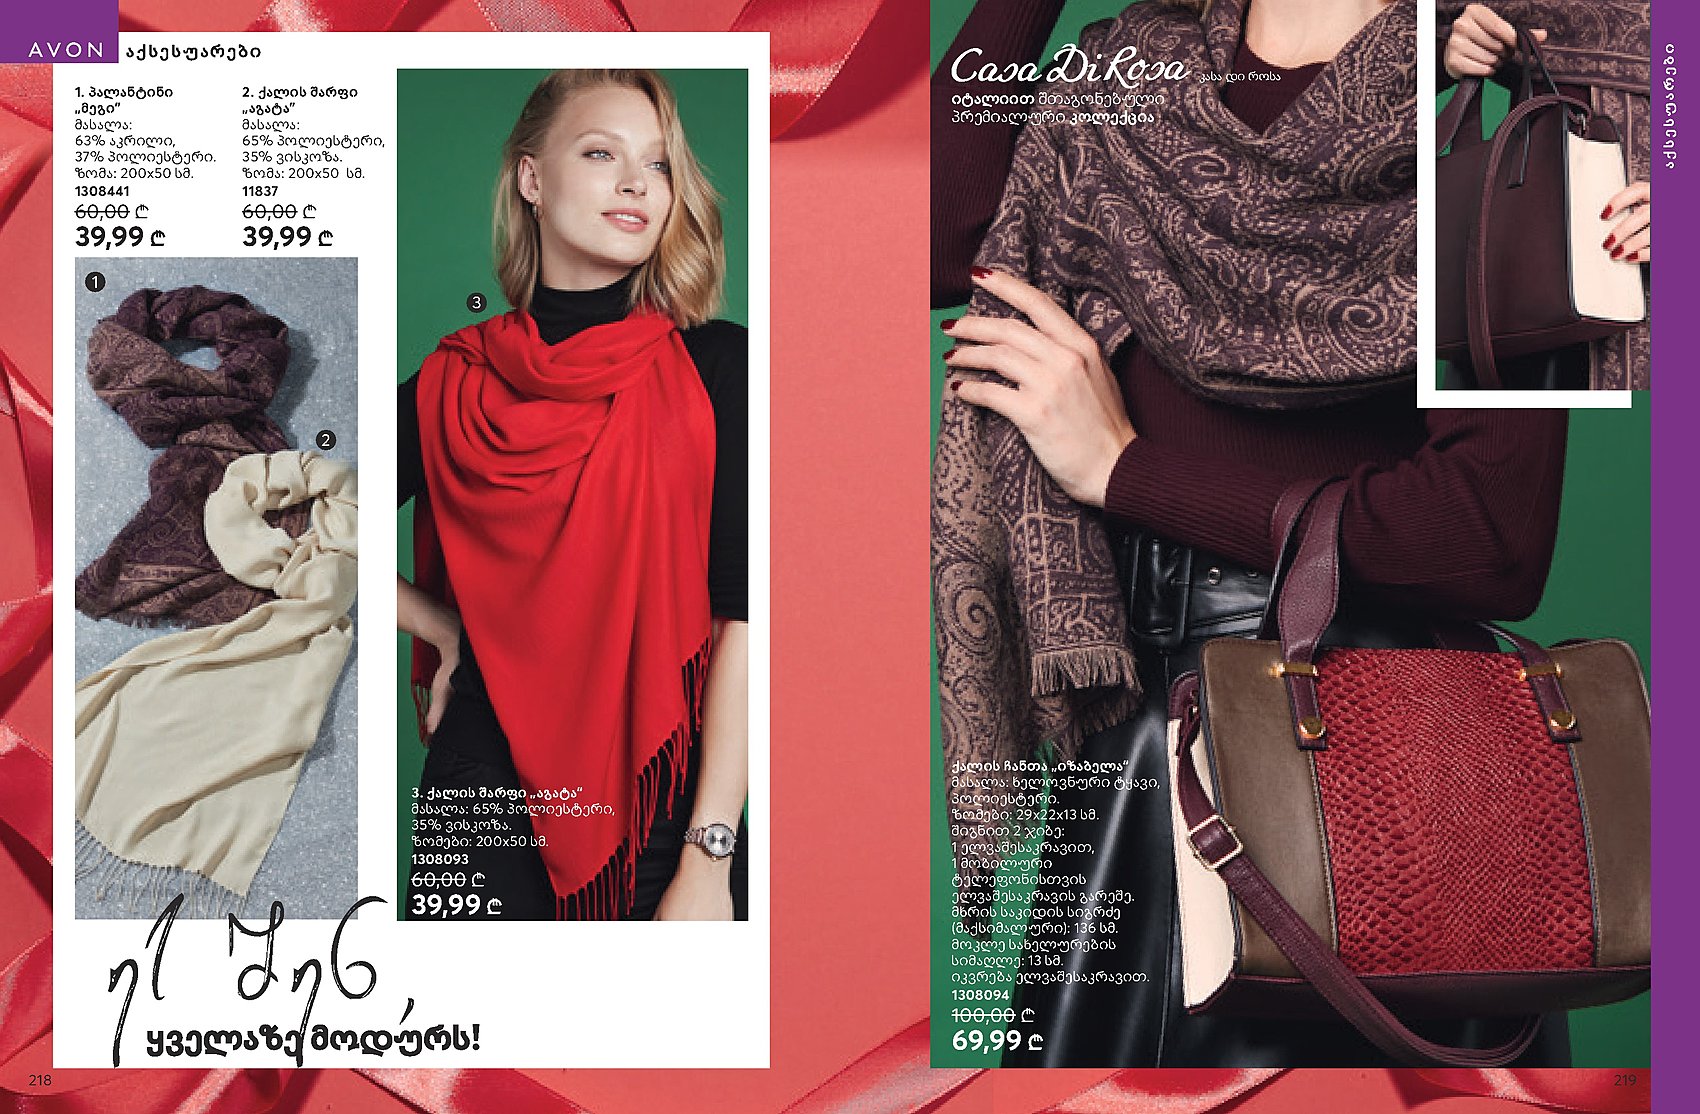 AVON
აქსესუარები
1. პალანტინი
„მეგი“
მასალა:
63% აკრილი,
37% პოლიესტერი.
ზომა: 200x50 სმ.
1308441
60,00 ₾
39,99 ₾
2. ქალის შარფი
„აგატა“
მასალა:
65% პოლიესტერი,
35% ვისკოზა.
ზომა: 200x50 სმ.
11837
60,00 ₾
39,99 ₾
1
2
3
3. ქალის შარფი „აგატა“
მასალა: 65% პოლიესტერი,
35% ვისკოზა.
ზომები: 200x50 სმ.
1308093
60,00 ₾
39,99 ₾
ეს შენ,
ყველაზე მოდურს!
218
Casa Di Rosa კასა დი როსა
იტალიით შთაგონებული
პრემიალური კოლექცია
აქსესუარები
ქალის ჩანთა „იზაბელა“
მასალა: ხელოვნური ტყავი,
პოლიესტერი.
ზომები: 29x22x13 სმ.
შიგნით 2 ჯიბე:
1 ელვაშესაკრავით,
1 მობილური
ტელეფონისთვის
ელვაშესაკრავის გარეშე.
მხრის საკიდის სიგრძე
(მაქსიმალური): 136 სმ.
მოკლე სახელურების
სიმაღლე: 13 სმ.
იკვრება ელვაშესაკრავით.
1308094
100,00 ₾
69,99 ₾
219